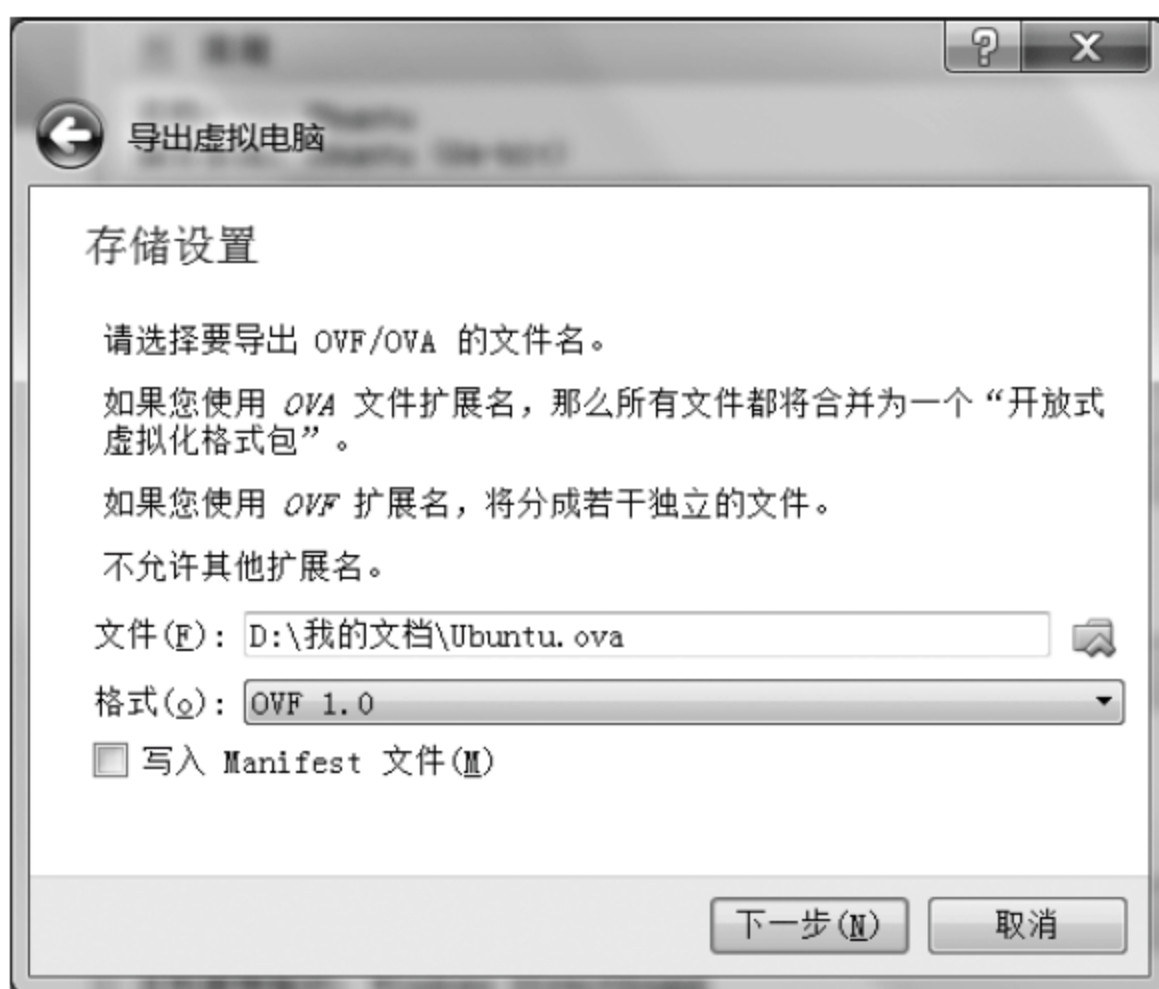 导出虚拟电脑
存储设置
请选择要导出 OVF/OVA 的文件名。
如果您使用 OVA 文件扩展名，那么所有文件都将合并为一个“开放式
虚拟化格式包”。
如果您使用 OVF 扩展名，将分成若干独立的文件。
不允许其他扩展名。
文件(F): D:\我的文档\Ubuntu.ova
格式(o): OVF 1.0
写入 Manifest 文件(M)
下一步(N) 取消